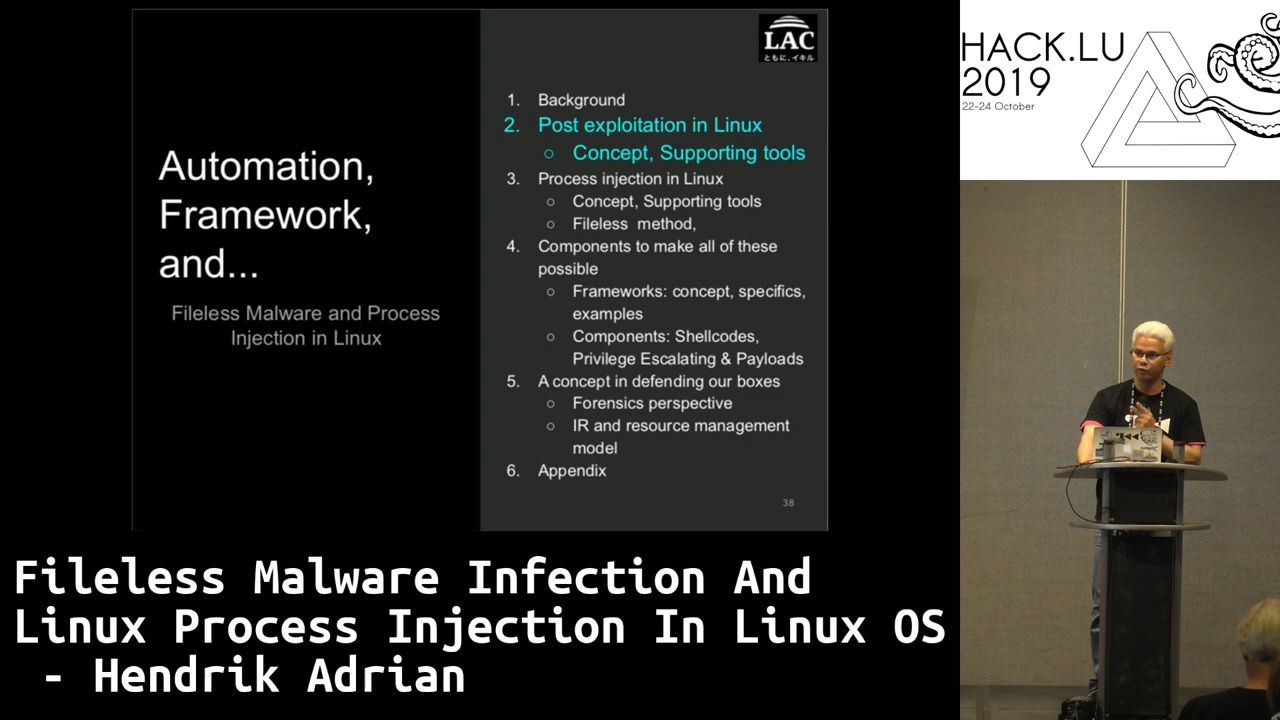 LAC
ともに、イキル
Automation,
Framework,
and...
Fileless Malware and Process
Injection in Linux
1. Background
2. Post exploitation in Linux
○ Concept, Supporting tools
3. Process injection in Linux
○ Concept, Supporting tools
○ Fileless method,
4. Components to make all of these
possible
○ Frameworks: concept, specifics,
examples
○ Components: Shellcodes,
Privilege Escalating & Payloads
5. A concept in defending our boxes
○ Forensics perspective
○ IR and resource management
model
6. Appendix
38
HACK.LU
2019
22-24 October
Fileless Malware Infection And
Linux Process Injection In Linux OS
- Hendrik Adrian